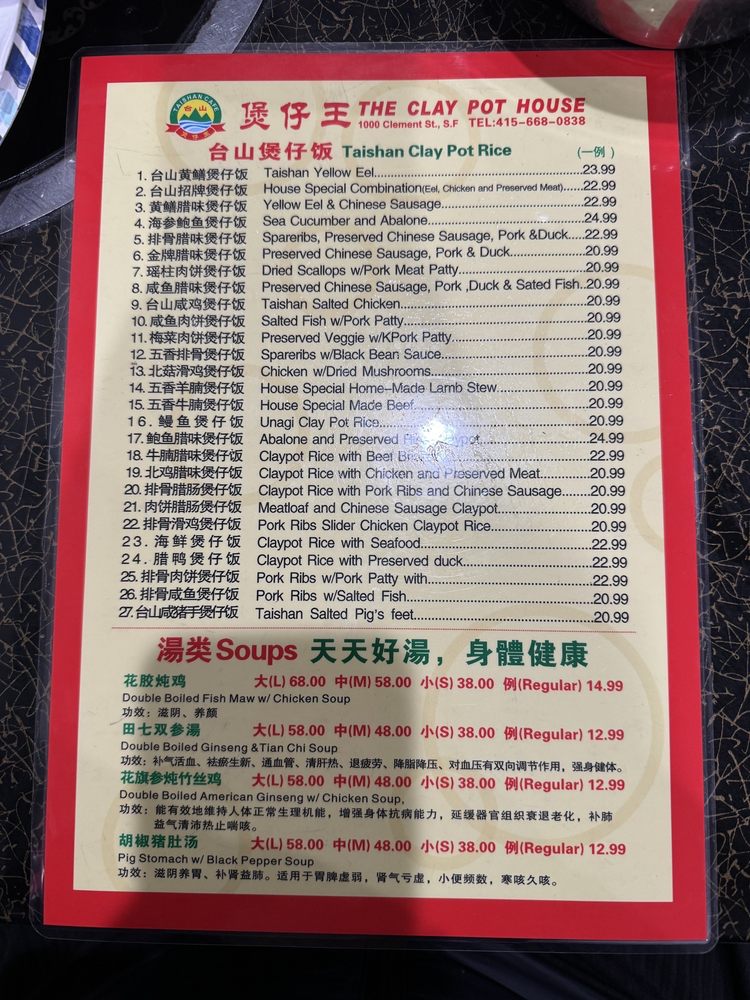 TAISHAN CAFE
台山
煲仔王 THE CLAY POT HOUSE
1000 Clement St., S.F TEL:415-668-0838
台山煲仔饭 Taishan Clay Pot Rice (一例)
1. 台山黄鳝煲仔饭 Taishan Yellow Eel 23.99
2. 台山招牌煲仔饭 House Special Combination(Eel, Chicken and Preserved Meat) 22.99
3. 黄鳝腊味煲仔饭 Yellow Eel & Chinese Sausage 22.99
4. 海参鲍鱼煲仔饭 Sea Cucumber and Abalone 24.99
5. 排骨腊味煲仔饭 Spareribs, Preserved Chinese Sausage, Pork &Duck 22.99
6. 金牌腊味煲仔饭 Preserved Chinese Sausage, Pork & Duck 20.99
7. 瑶柱肉饼煲仔饭 Dried Scallops w/Pork Meat Patty 20.99
8. 咸鱼腊味煲仔饭 Preserved Chinese Sausage, Pork ,Duck & Sated Fish 20.99
9. 台山咸鸡煲仔饭 Taishan Salted Chicken 20.99
10. 咸鱼肉饼煲仔饭 Salted Fish w/Pork Patty 20.99
11. 梅菜肉饼煲仔饭 Preserved Veggie w/KPork Patty 20.99
12. 五香排骨煲仔饭 Spareribs w/Black Bean Sauce 20.99
13. 北菇滑鸡煲仔饭 Chicken w/Dried Mushrooms 20.99
14. 五香羊腩煲仔饭 House Special Home-Made Lamb Stew 20.99
15. 五香牛腩煲仔饭 House Special Made Beef 20.99
16. 鳗鱼煲仔饭 Unagi Clay Pot Rice 20.99
17. 鲍鱼腊味煲仔饭 Abalone and Preserved 24.99
18. 牛腩腊味煲仔饭 Claypot Rice with Beef 22.99
19. 北鸡腊味煲仔饭 Claypot Rice with Chicken and Preserved Meat 20.99
20. 排骨腊肠煲仔饭 Claypot Rice with Pork Ribs and Chinese Sausage 20.99
21. 肉饼腊肠煲仔饭 Meatloaf and Chinese Sausage Claypot 20.99
22. 排骨滑鸡煲仔饭 Pork Ribs Slider Chicken Claypot Rice 20.99
23. 海鲜煲仔饭 Claypot Rice with Seafood 22.99
24. 腊鸭煲仔饭 Claypot Rice with Preserved duck 22.99
25. 排骨肉饼煲仔饭 Pork Ribs w/Pork Patty with 22.99
26. 排骨咸鱼煲仔饭 Pork Ribs w/Salted Fish 20.99
27. 台山咸猪手煲仔饭 Taishan Salted Pig's feet 20.99
湯类Soups 天天好湯，身體健康
花胶炖鸡 大(L) 68.00 中(M) 58.00 小(S) 38.00 例(Regular) 14.99
Double Boiled Fish Maw w/ Chicken Soup
功效：滋阴、养颜
田七双参湯 大(L) 58.00 中(M) 48.00 小(S) 38.00 例(Regular) 12.99
Double Boiled Ginseng &Tian Chi Soup
功效：补气活血、祛瘀生新、通血管、清肝热、退疲劳、降脂降压、对血压有双向调节作用，强身健体。
花旗参炖竹丝鸡 大(L) 58.00 中(M) 48.00 小(S) 38.00 例(Regular) 12.99
Double Boiled American Ginseng w/ Chicken Soup,
功效：能有效地维持人体正常生理机能，增强身体抗病能力，延缓器官组织衰退老化，补肺
益气清沛热止喘咳。
胡椒猪肚汤 大(L) 58.00 中(M) 48.00 小(S) 38.00 例(Regular) 12.99
Pig Stomach w/ Black Pepper Soup
功效：滋阴养胃、补肾益肺。适用于胃脾虚弱，肾气亏虚，小便频数，寒咳久咳。